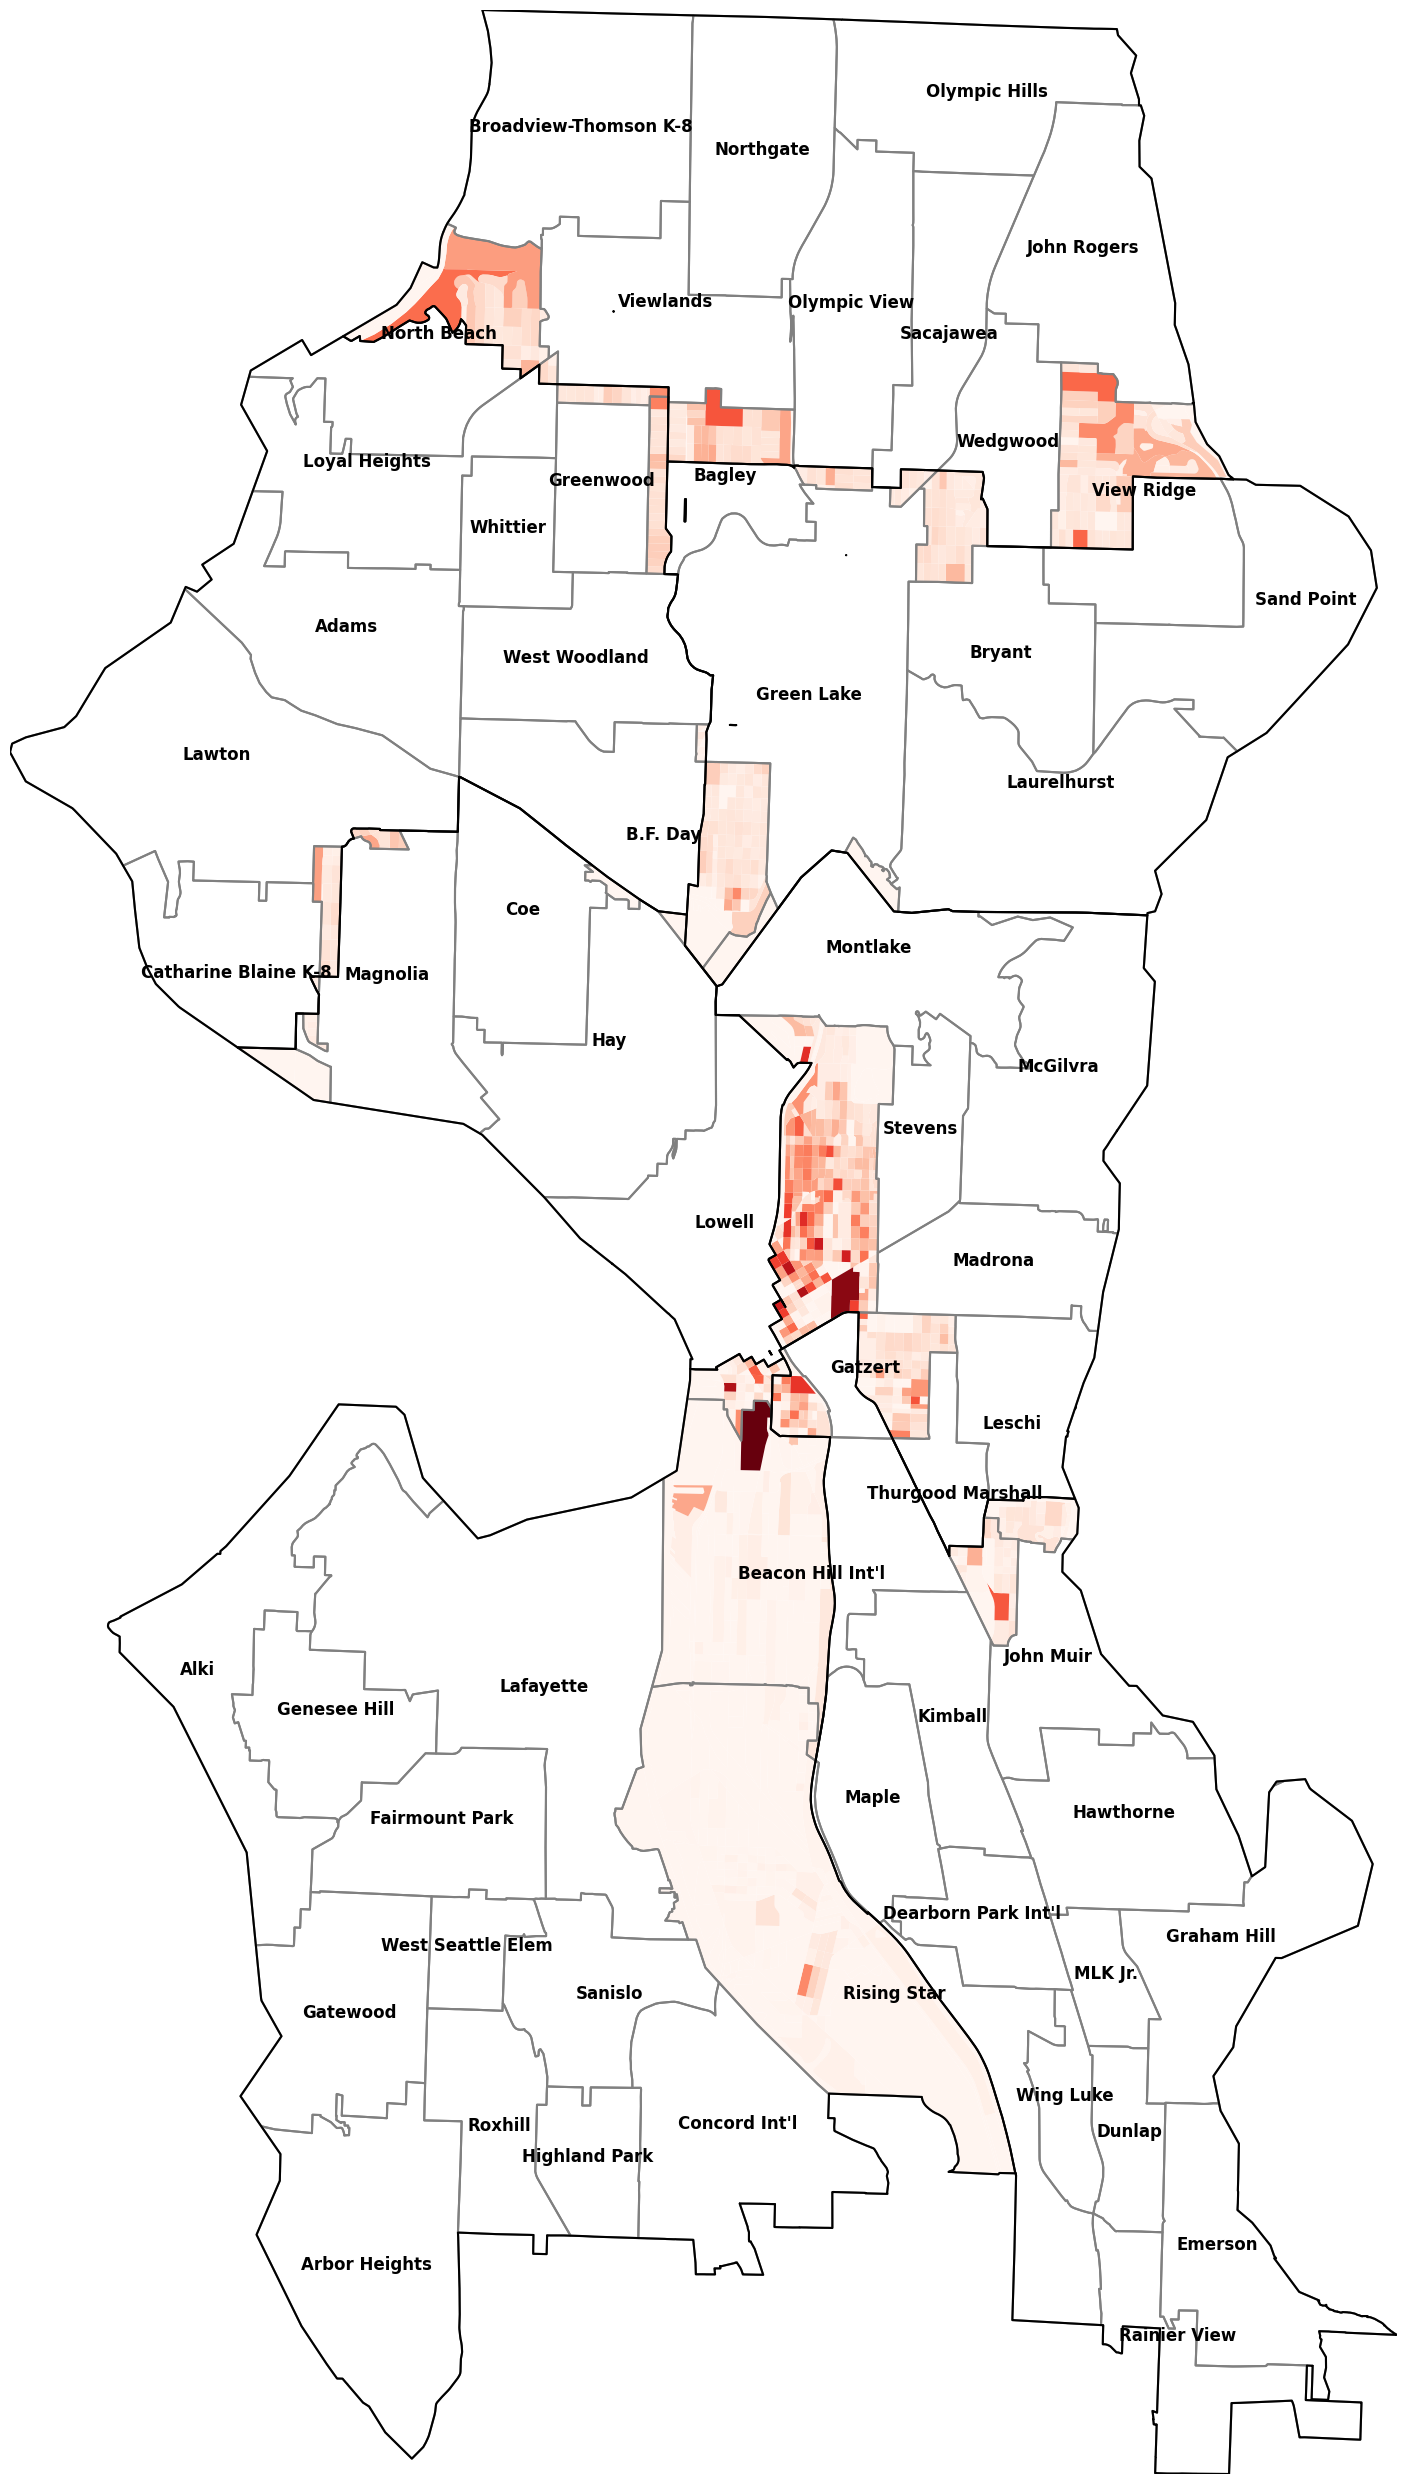 Olympic Hills
Broadview-Thomson K-8
Northgate
John Rogers
Viewlands
Olympic View
North Beach
Sacajawea
Wedgwood
Loyal Heights
Bagley
Greenwood
View Ridge
Whittier
Sand Point
Adams
Bryant
West Woodland
Green Lake
Lawton
Laurelhurst
B.F. Day
Coe
Montlake
Catharine Blaine K-8
Magnolia
Hay
McGilvra
Stevens
Lowell
Madrona
Gatzert
Leschi
Thurgood Marshall
Beacon Hill Int'l
John Muir
Alki
Lafayette
Genesee Hill
Kimball
Maple
Hawthorne
Fairmount Park
Dearborn Park Int'l
Graham Hill
West Seattle Elem
MLK Jr.
Sanislo
Rising Star
Gatewood
Wing Luke
Concord Int'l
Roxhill
Dunlap
Highland Park
Emerson
Arbor Heights
Rainier View